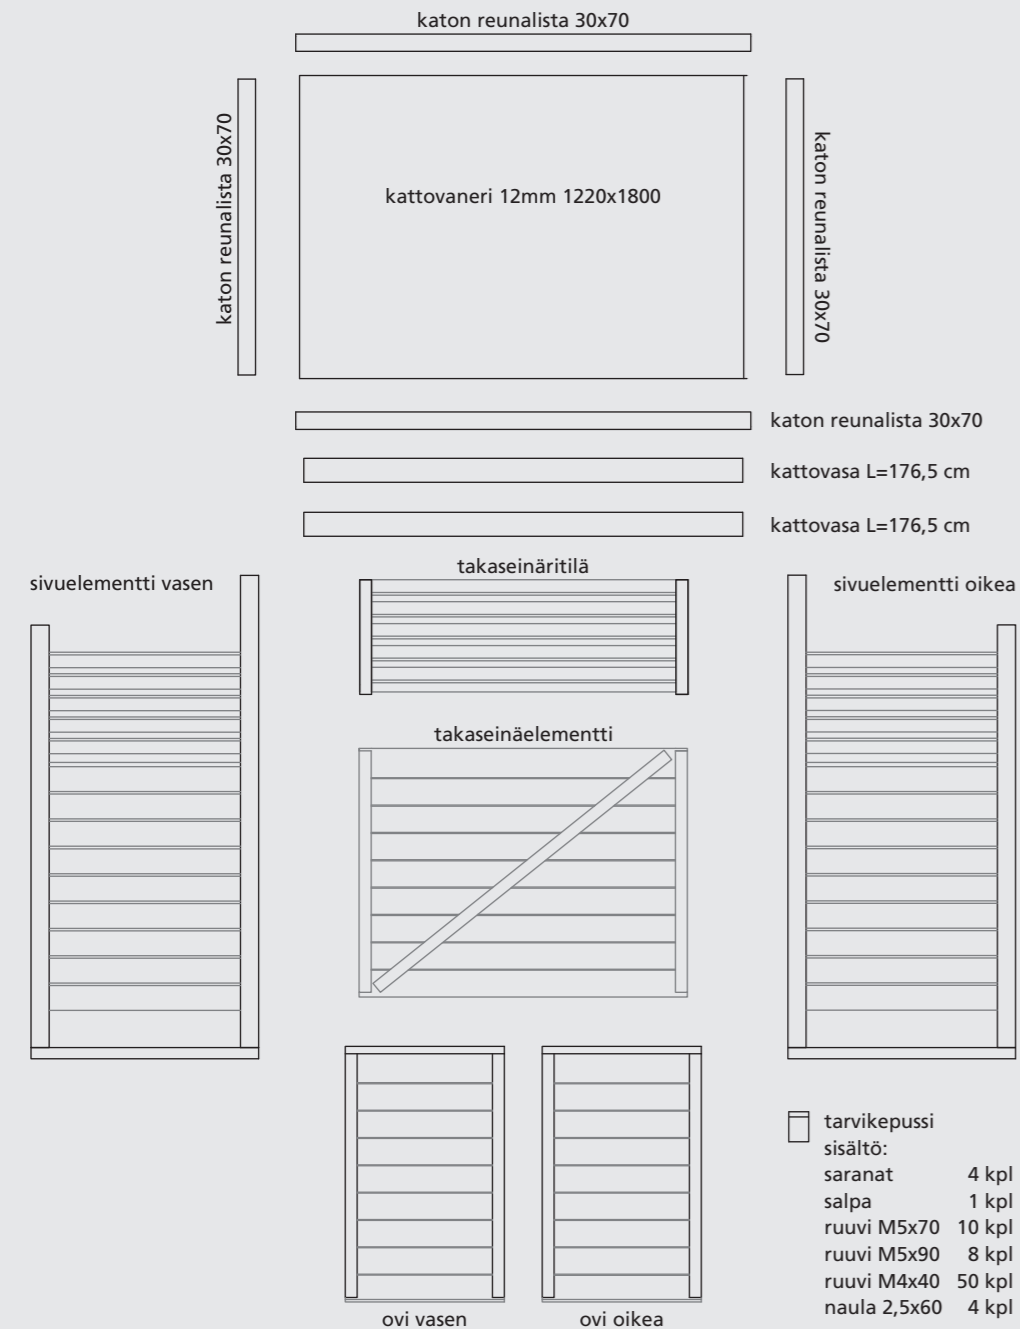 katon reunalista 30x70
katon reunalista 30x70
kattovaneri 12mm 1220x1800
katon reunalista 30x70
katon reunalista 30x70
kattovasa L=176,5 cm
kattovasa L=176,5 cm
sivuelementti vasen
takaseinäritilä
sivuelementti oikea
takaseinäelementti
ovi vasen
ovi oikea
tarvikepussi
sisältö:
saranat 4 kpl
salpa 1 kpl
ruuvi M5x70 10 kpl
ruuvi M5x90 8 kpl
ruuvi M4x40 50 kpl
naula 2,5x60 4 kpl